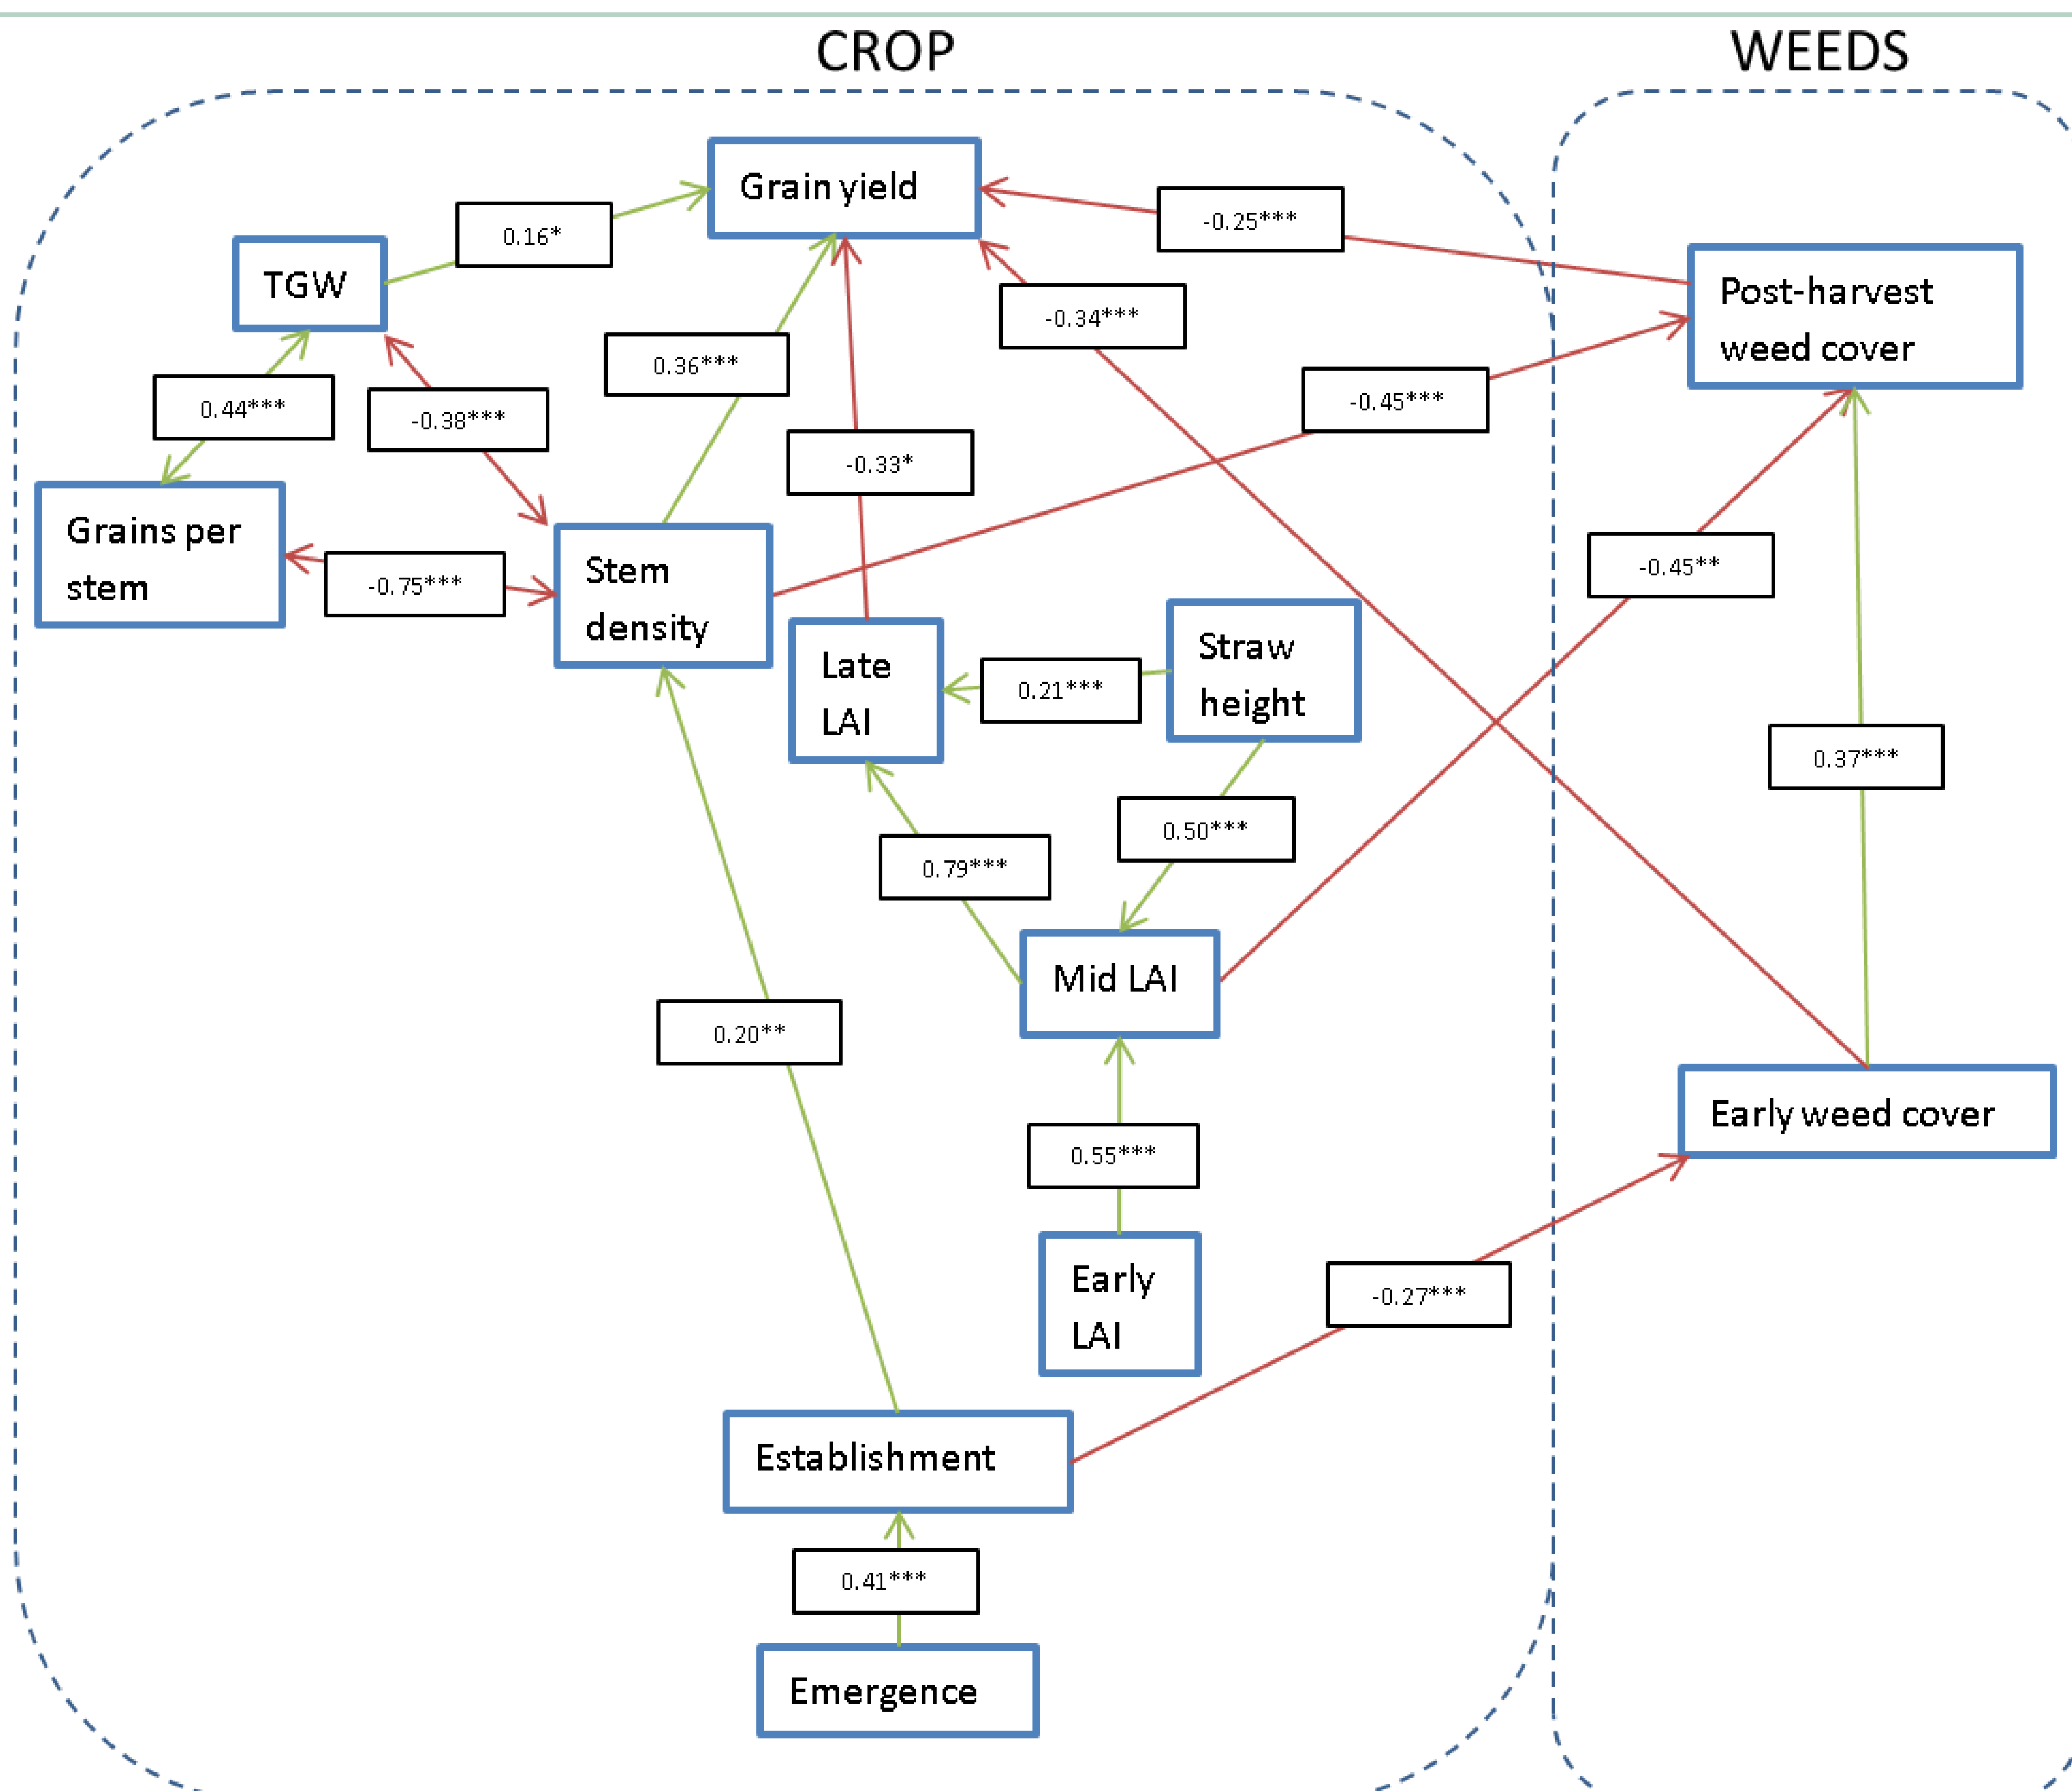 CROP
WEEDS
Grain yield
-0.25***
0.16*
TGW
Post-harvest
weed cover
-0.34***
0.36***
0.44***
-0.38***
-0.45***
-0.33*
Grains per
stem
-0.75***
Stem
density
-0.45**
Late
LAI
0.21***
Straw
height
0.37***
0.50***
0.79***
Mid LAI
0.20**
Early weed cover
0.55***
Early
LAI
-0.27***
Establishment
0.41***
Emergence